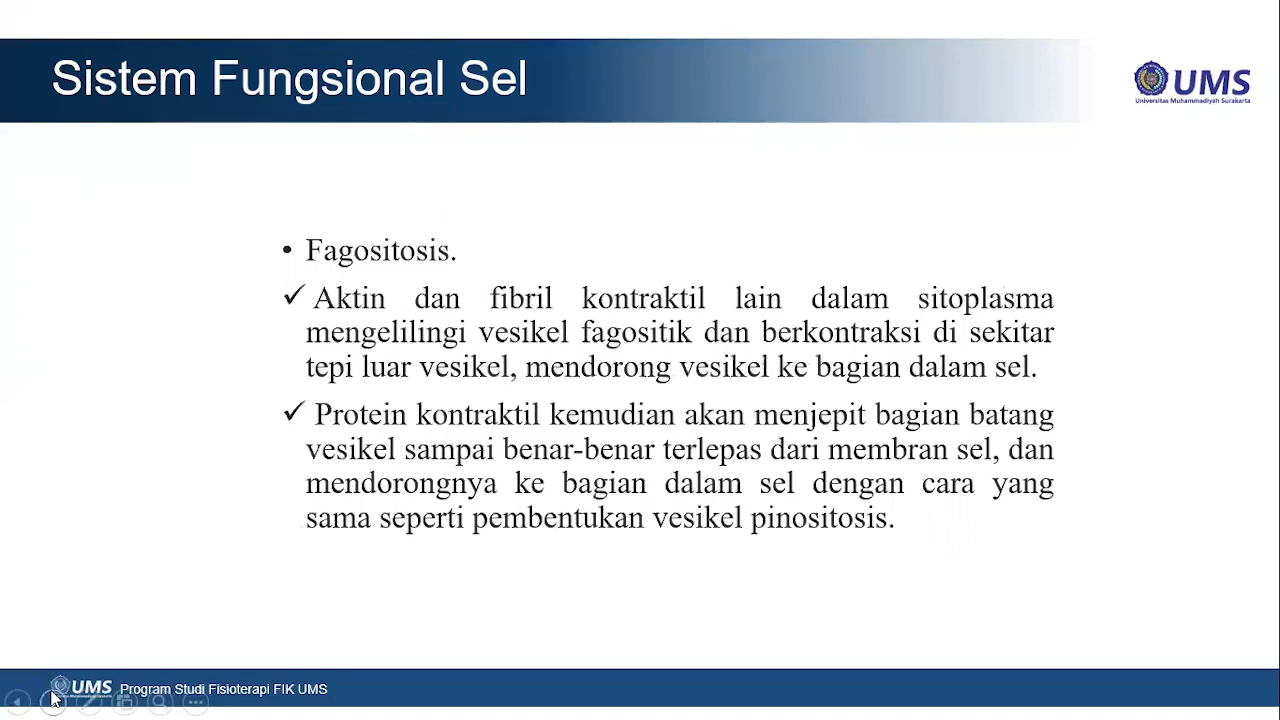 Sistem Fungsional Sel
UMS
Universitas Muhammadiyah Surakarta
• Fagositosis.
✓ Aktin dan fibril kontraktil lain dalam sitoplasma
mengelilingi vesikel fagositik dan berkontraksi di sekitar
tepi luar vesikel, mendorong vesikel ke bagian dalam sel.
✓ Protein kontraktil kemudian akan menjepit bagian batang
vesikel sampai benar-benar terlepas dari membran sel, dan
mendorongnya ke bagian dalam sel dengan cara yang
sama seperti pembentukan vesikel pinositosis.
UMS
Program Studi Fisioterapi FIK UMS